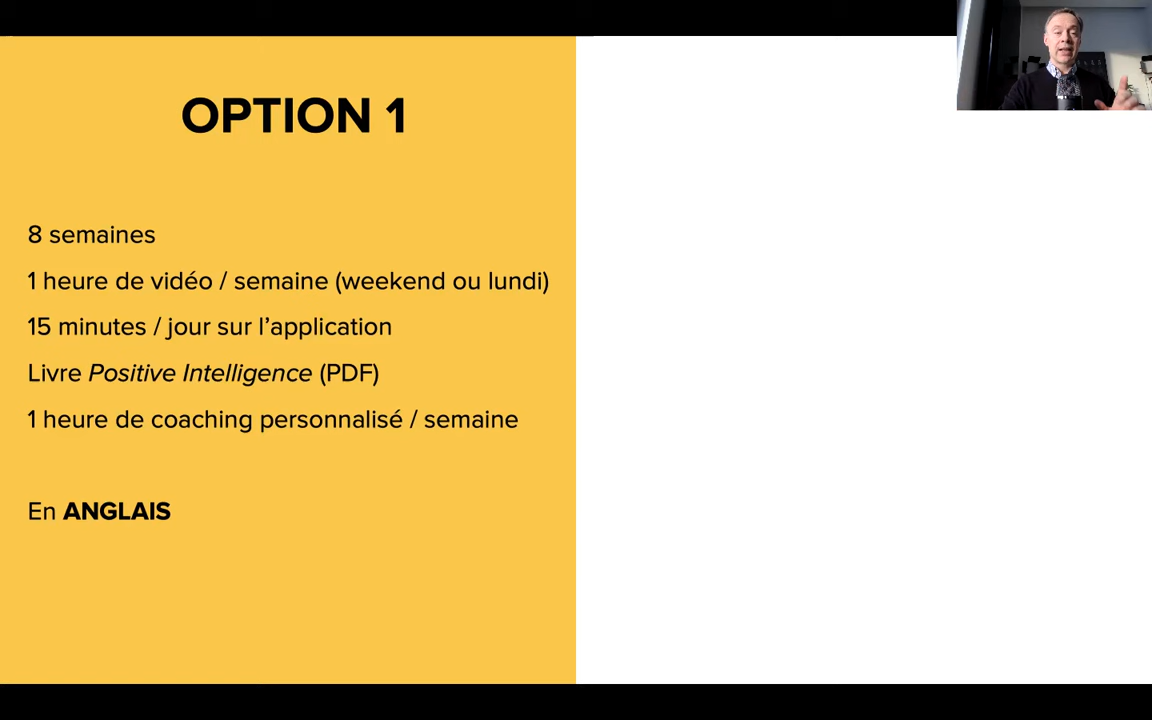 OPTION 1
8 semaines
1 heure de vidéo / semaine (weekend ou lundi)
15 minutes / jour sur l’application
Livre Positive Intelligence (PDF)
1 heure de coaching personnalisé / semaine
En ANGLAIS